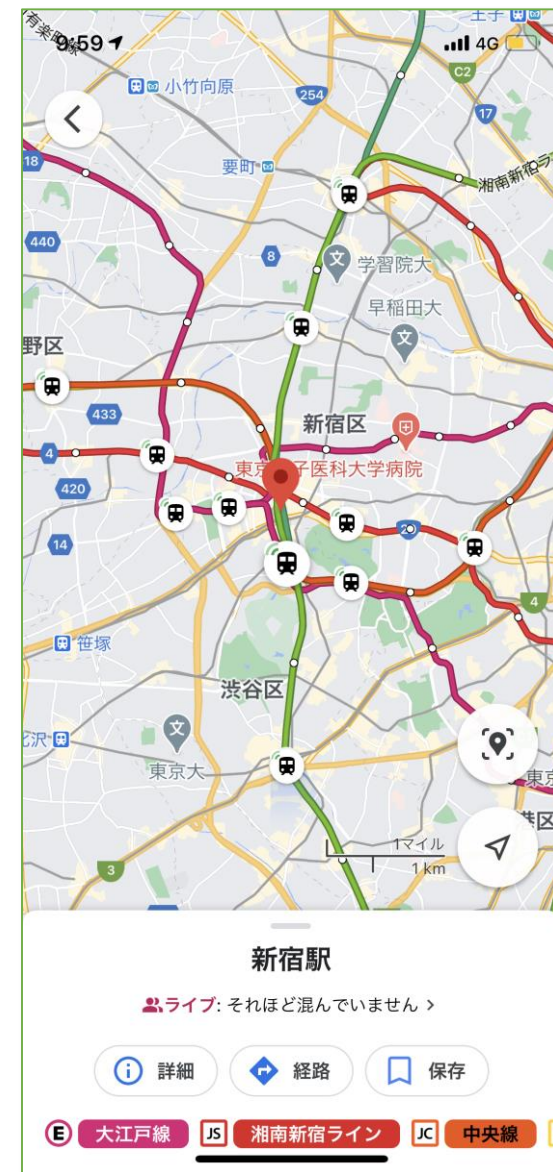 王子
有楽町線
9:59
4G
小竹向原
254
C2
17
18
要町
湘南新宿ラ
440
8
学習院大
早稲田大
野区
433
新宿区
4
東京
子医科大学病院
420
20
14
4
笹塚
渋谷区
沢
東京大
東京
1マイル
港区
3
1 km
新宿駅
ライブ: それほど混んでいません
詳細
経路
保存
E 大江戸線 JS 湘南新宿ライン JC 中央線